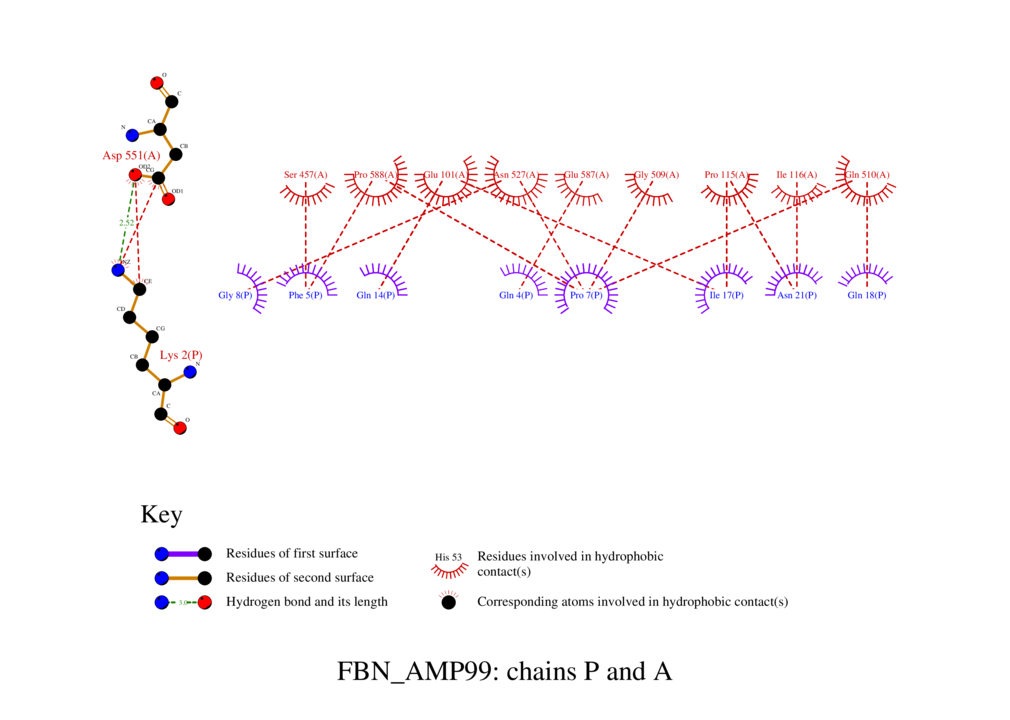 O
C
CA
N
CB
Asp 551(A)
OD2
CG
OD1
2.52
NZ
CE
CD
CG
CB
Lys 2(P)
N
CA
C
O
Ser 457(A) Pro 588(A) Glu 101(A) Asn 527(A) Glu 587(A) Gly 509(A) Pro 115(A) Ile 116(A) Gln 510(A)
Gly 8(P) Phe 5(P) Gln 14(P) Gln 4(P) Pro 7(P) Ile 17(P) Asn 21(P) Gln 18(P)
Key
Residues of first surface
Residues of second surface
3.0
Hydrogen bond and its length
His 53
Residues involved in hydrophobic
contact(s)
Corresponding atoms involved in hydrophobic contact(s)
FBN_AMP99: chains P and A